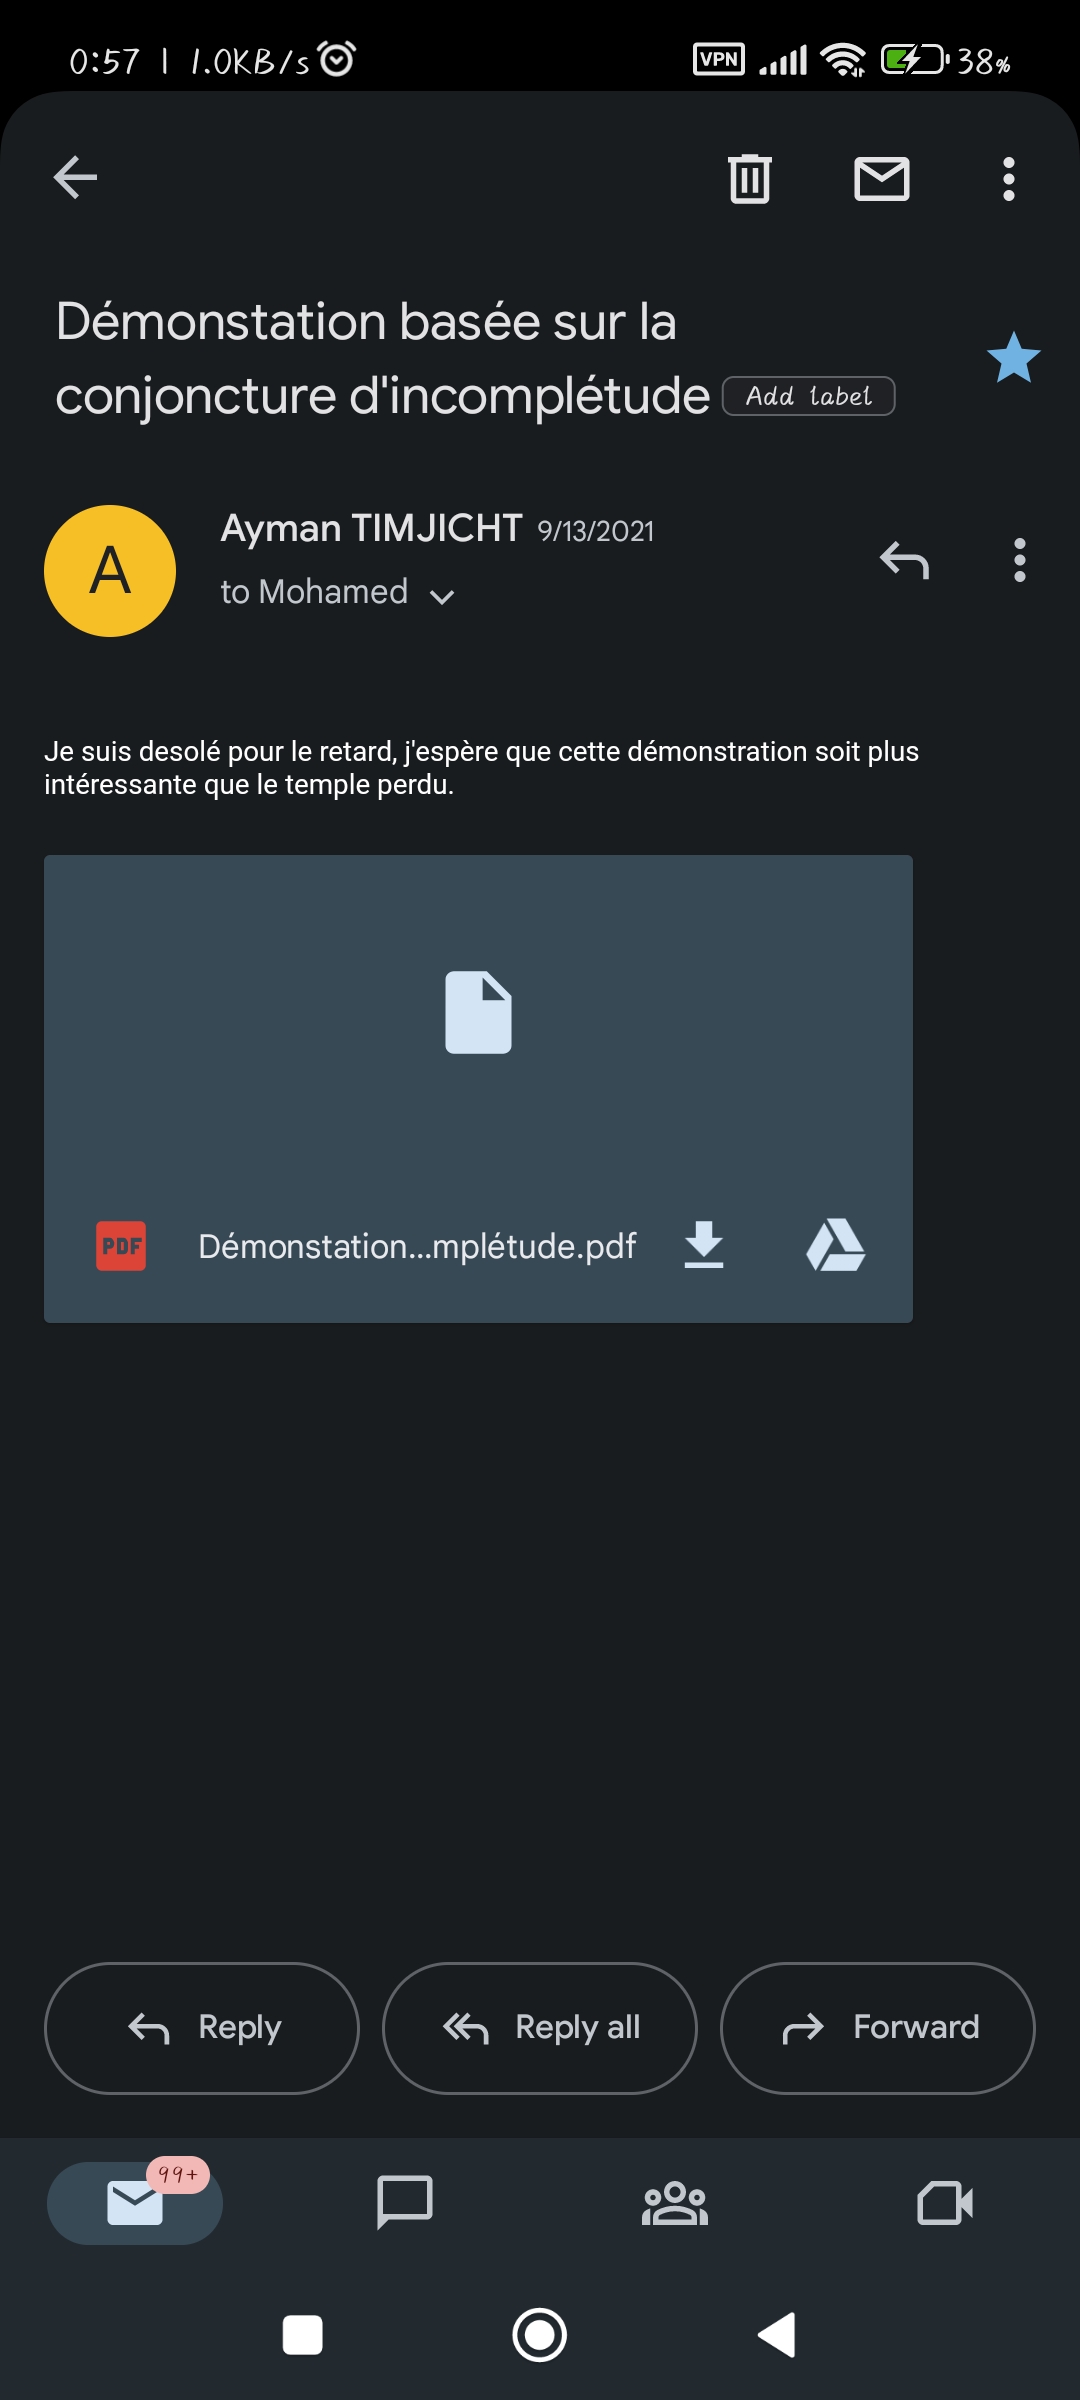 0:57 | 1.0KB/s
VPN
38%
Démonstation basée sur la
conjoncture d'incomplétude Add label
A
Ayman TIMJICHT 9/13/2021
to Mohamed
Je suis desolé pour le retard, j'espère que cette démonstration soit plus
intéressante que le temple perdu.
PDF
Démonstation...mplétude.pdf
Reply
Reply all
Forward
99+